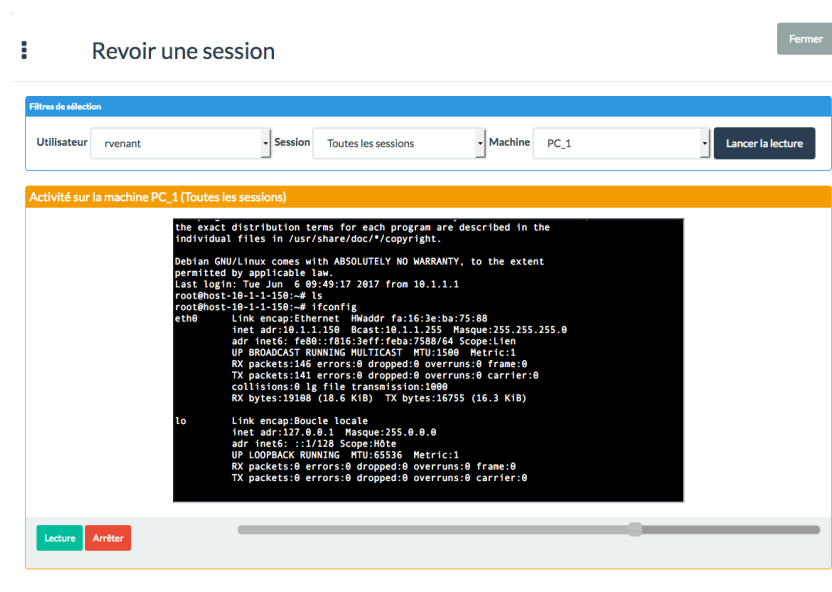 Revoir une session
Fermer
Filtres de sélection
Utilisateur rvenant Session Toutes les sessions Machine PC_1 Lancer la lecture
Activité sur la machine PC_1 (Toutes les sessions)
the exact distribution terms for each program are described in the
individual files in /usr/share/doc/*/copyright.
Debian GNU/Linux comes with ABSOLUTELY NO WARRANTY, to the extent
permitted by applicable law.
Last login: Tue Jun  6 09:49:17 2017 from 10.1.1.1
root@host-10-1-1-150:~# ls
root@host-10-1-1-150:~# ifconfig
eth0      Link encap:Ethernet  HWaddr fa:16:3e:ba:75:88
          inet adr:10.1.1.150  Bcast:10.1.1.255  Masque:255.255.255.0
          adr inet6: fe80::f816:3eff:feba:7588/64 Scope:Lien
          UP BROADCAST RUNNING MULTICAST  MTU:1500  Metric:1
          RX packets:146 errors:0 dropped:0 overruns:0 frame:0
          TX packets:141 errors:0 dropped:0 overruns:0 carrier:0
          collisions:0 lg file transmission:1000
          RX bytes:19108 (18.6 KiB)  TX bytes:16755 (16.3 KiB)
lo        Link encap:Boucle locale
          inet adr:127.0.0.1  Masque:255.0.0.0
          adr inet6: ::1/128 Scope:Hôte
          UP LOOPBACK RUNNING  MTU:65536  Metric:1
          RX packets:0 errors:0 dropped:0 overruns:0 frame:0
          TX packets:0 errors:0 dropped:0 overruns:0 carrier:0
Lecture Arrêter